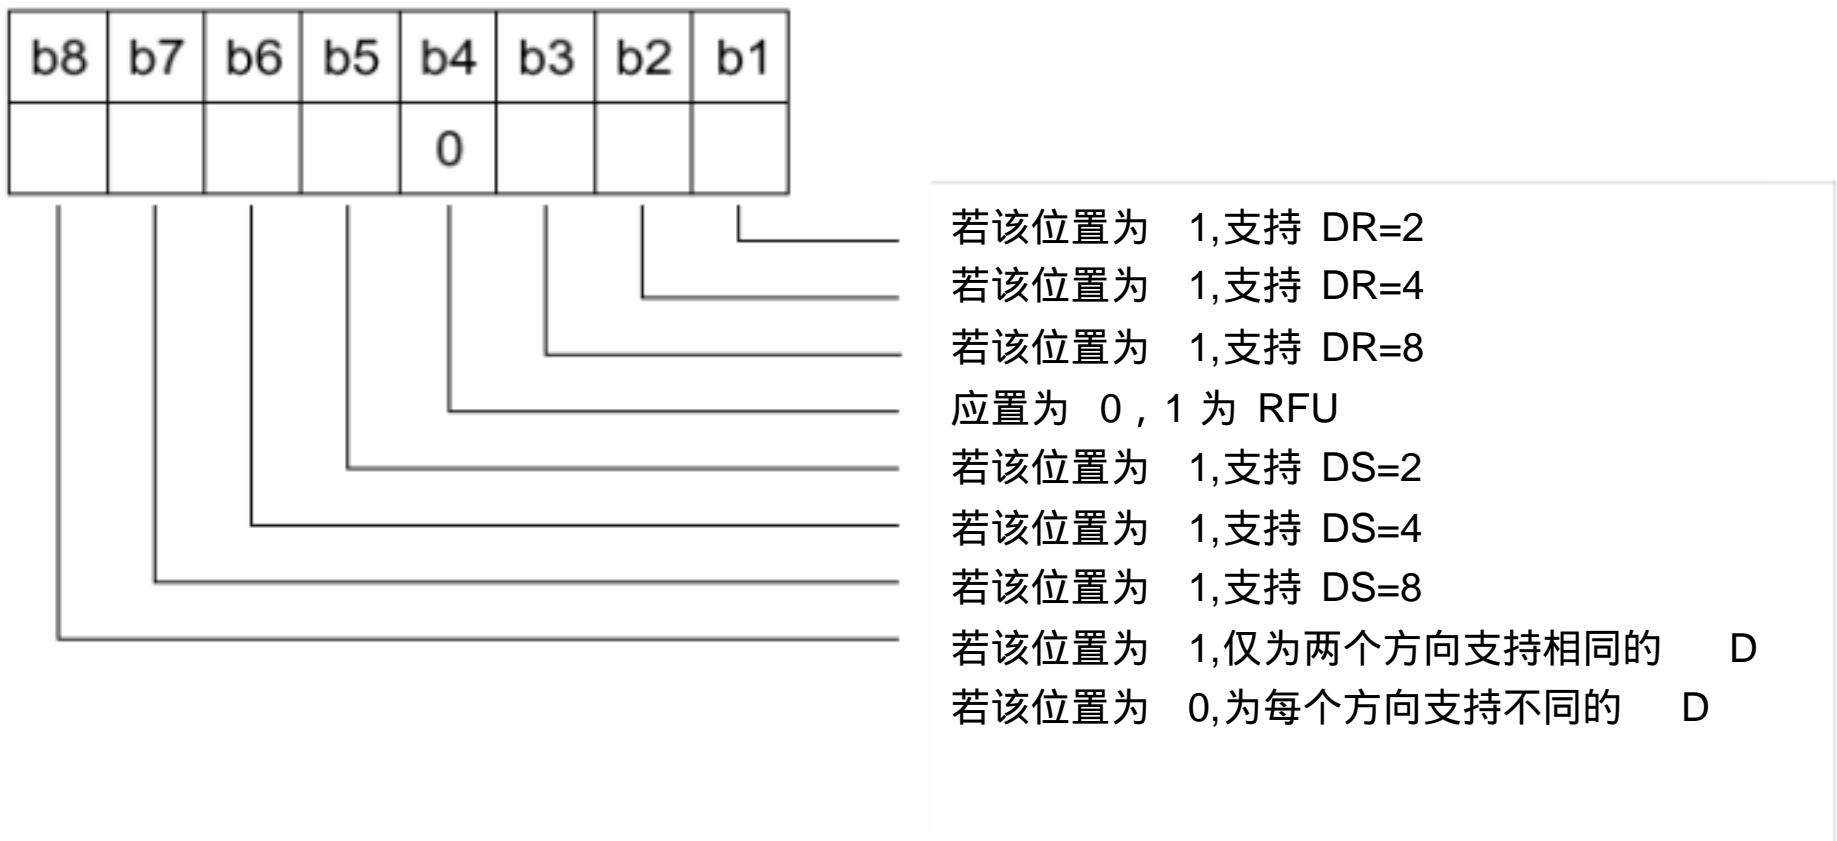 b8 b7 b6 b5 b4 b3 b2 b1
0
若该位置为 1,支持 DR=2
若该位置为 1,支持 DR=4
若该位置为 1,支持 DR=8
应置为 0,1为 RFU
若该位置为 1,支持 DS=2
若该位置为 1,支持 DS=4
若该位置为 1,支持 DS=8
若该位置为 1,仅为两个方向支持相同的 D
若该位置为 0,为每个方向支持不同的 D